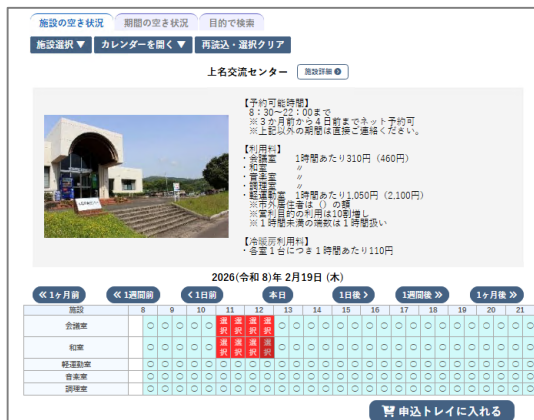 施設の空き状況 期間の空き状況 目的で検索
施設選択▼ カレンダーを開く▼ 再読込・選択クリア
上名交流センター 施設詳細
【予約可能時間】
8:30～22:00まで
※3か月前から4日前までネット予約可
※上記以外の期間は直接ご連絡ください。
【利用料】
・会議室 1時間あたり310円（460円）
・和室 〃
・音楽室 〃
・調理室 〃
・軽運動室 1時間あたり1,050円（2,100円）
※市外居住者は（）の額
※営利目的の利用は10割増し
※1時間未満の端数は1時間扱い
【冷暖房利用料】
・各室1台につき1時間あたり110円
2026(令和 8)年 2月19日 (木)
≪ 1ヶ月前 ≪ 1週間前 < 1日前 本日 1日後 > 1週間後 ≫ 1ヶ月後 ≫
施設 8 9 10 11 12 13 14 15 16 17 18 19 20 21
会議室 ○ ○ ○ ○ ○ 選択 選択 選択 選択 ○ ○ ○ ○ ○ ○ ○ ○ ○ ○ ○ ○ ○ ○ ○ ○ ○ ○
和室 ○ ○ ○ ○ ○ 選択 選択 選択 選択 ○ ○ ○ ○ ○ ○ ○ ○ ○ ○ ○ ○ ○ ○ ○ ○ ○ ○
軽運動室 ○ ○ ○ ○ ○ ○ ○ ○ ○ ○ ○ ○ ○ ○ ○ ○ ○ ○ ○ ○ ○ ○ ○ ○ ○ ○ ○
音楽室 ○ ○ ○ ○ ○ ○ ○ ○ ○ ○ ○ ○ ○ ○ ○ ○ ○ ○ ○ ○ ○ ○ ○ ○ ○ ○ ○
調理室 ○ ○ ○ ○ ○ ○ ○ ○ ○ ○ ○ ○ ○ ○ ○ ○ ○ ○ ○ ○ ○ ○ ○ ○ ○ ○ ○
申込トレイに入れる